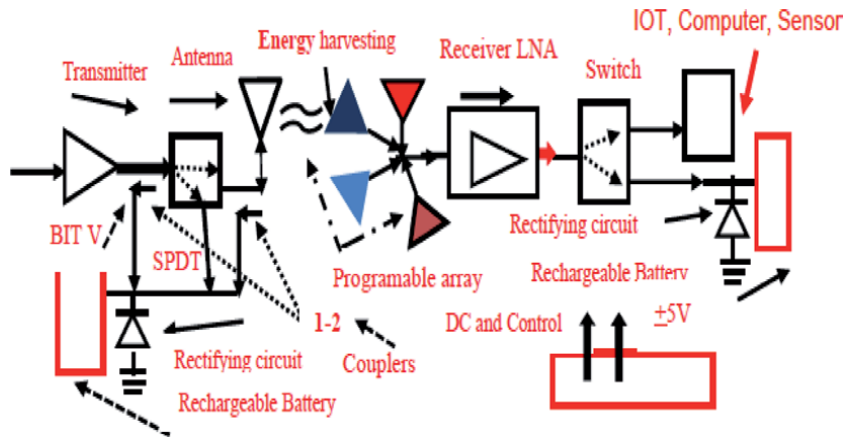 IOT, Computer, Sensor
Energy harvesting
Receiver LNA
Antenna
Transmitter
Switch
BIT V
SPDT
Programable array
Rectifying circuit
Rechargeable Battery
1-2
DC and Control
±5V
Rectifying circuit
Couplers
Rechargeable Battery